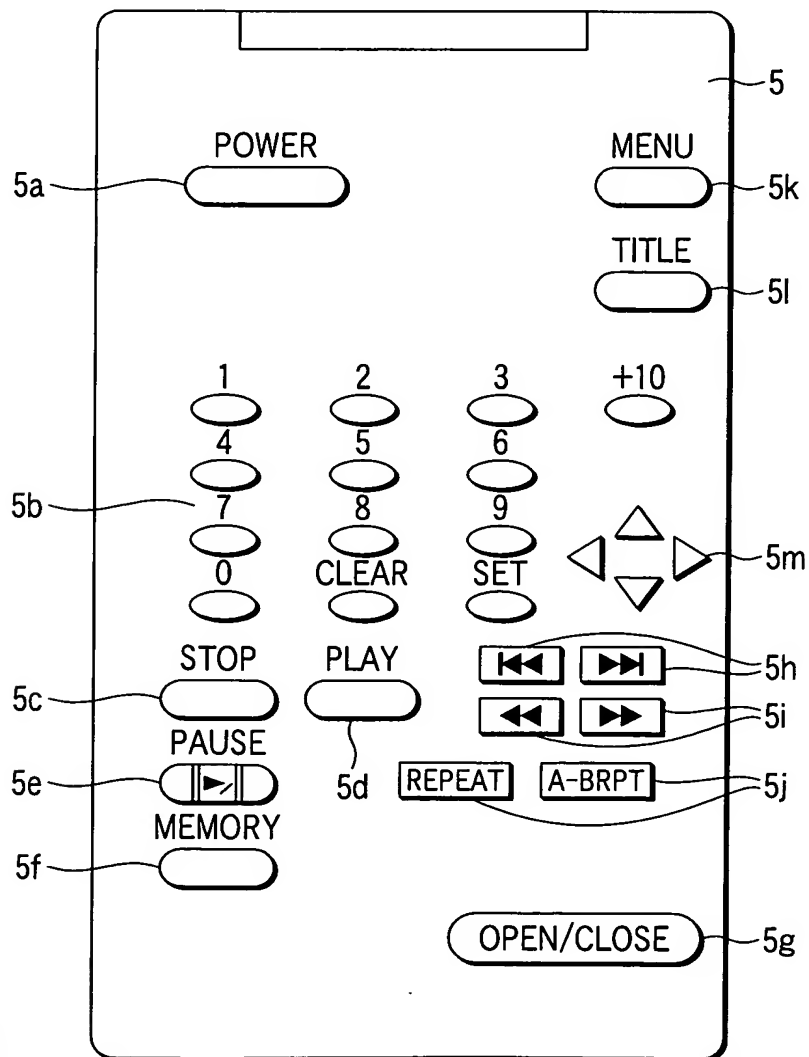 5
POWER MENU
5a 5k
TITLE
5l
1 2 3 +10
4 5 6
5b 7 8 9
5m
0 CLEAR SET
STOP PLAY
5h
5c 5i
PAUSE
5e 5d REPEAT A-BRPT 5j
MEMORY
5f
OPEN/CLOSE 5g